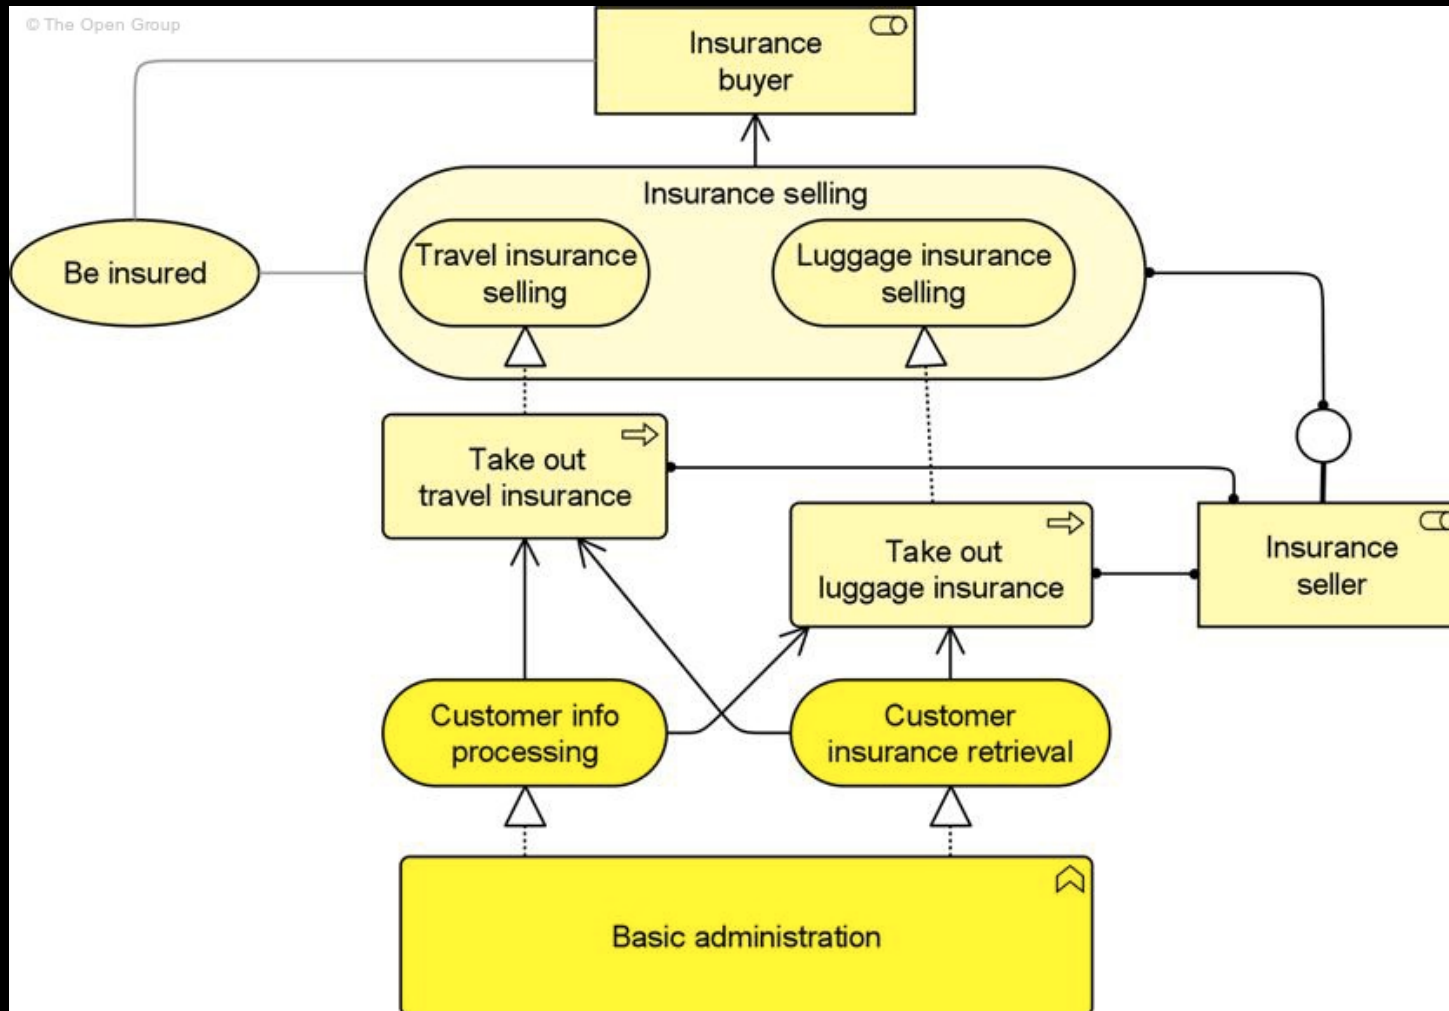 © The Open Group
Insurance
buyer
Insurance selling
Be insured
Travel insurance
selling
Luggage insurance
selling
Take out
travel insurance
Take out
luggage insurance
Insurance
seller
Customer info
processing
Customer
insurance retrieval
Basic administration